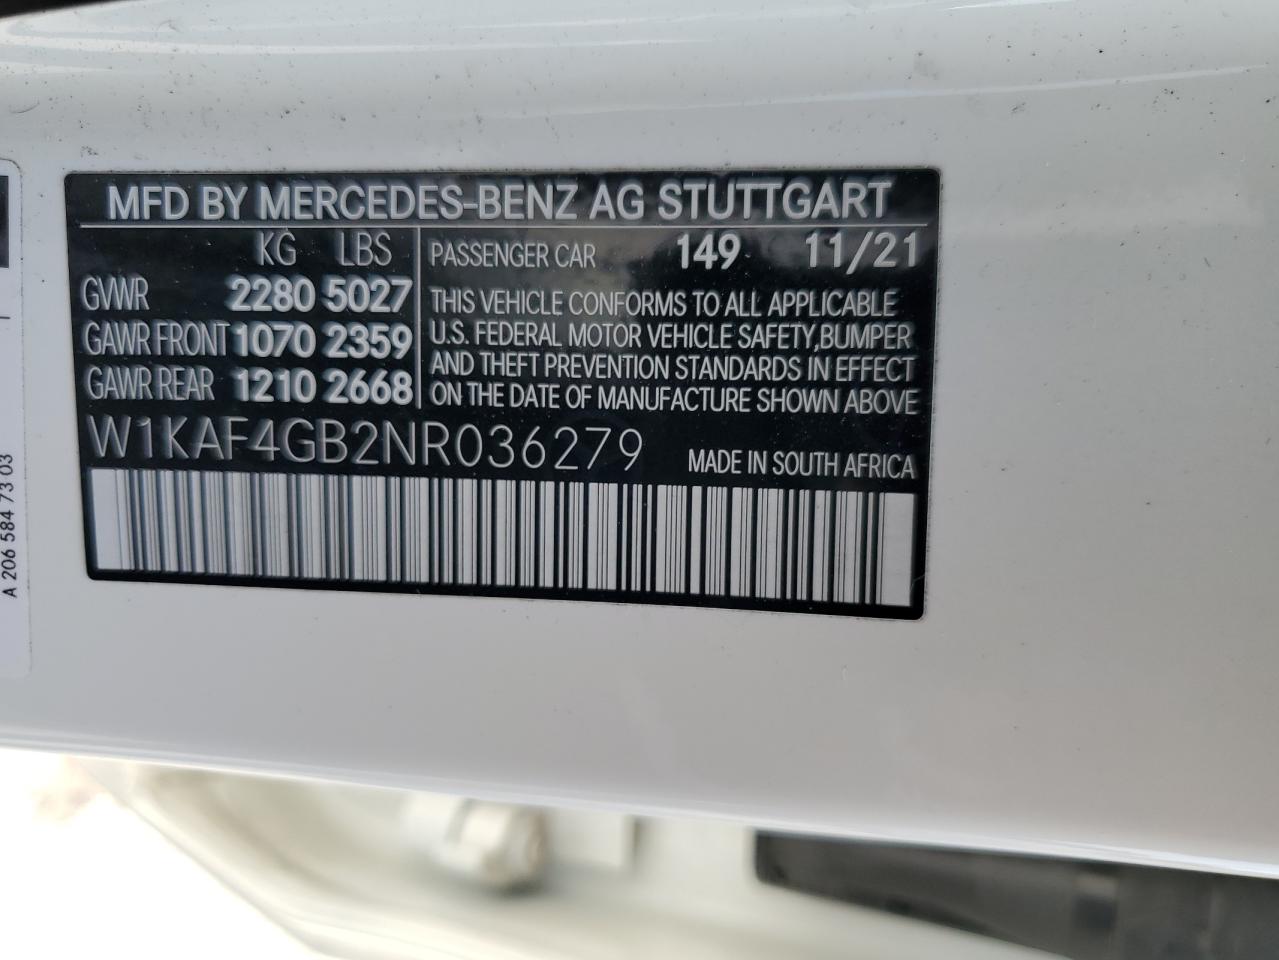 MFD BY MERCEDES-BENZ AG STUTTGART
KG LBS
GVWR 2280 5027
GAWR FRONT 1070 2359
GAWR REAR 1210 2668
PASSENGER CAR 149 11/21
THIS VEHICLE CONFORMS TO ALL APPLICABLE
U.S. FEDERAL MOTOR VEHICLE SAFETY, BUMPER
AND THEFT PREVENTION STANDARDS IN EFFECT
ON THE DATE OF MANUFACTURE SHOWN ABOVE
W1KAF4GB2NR036279 MADE IN SOUTH AFRICA
A 206 584 73 03